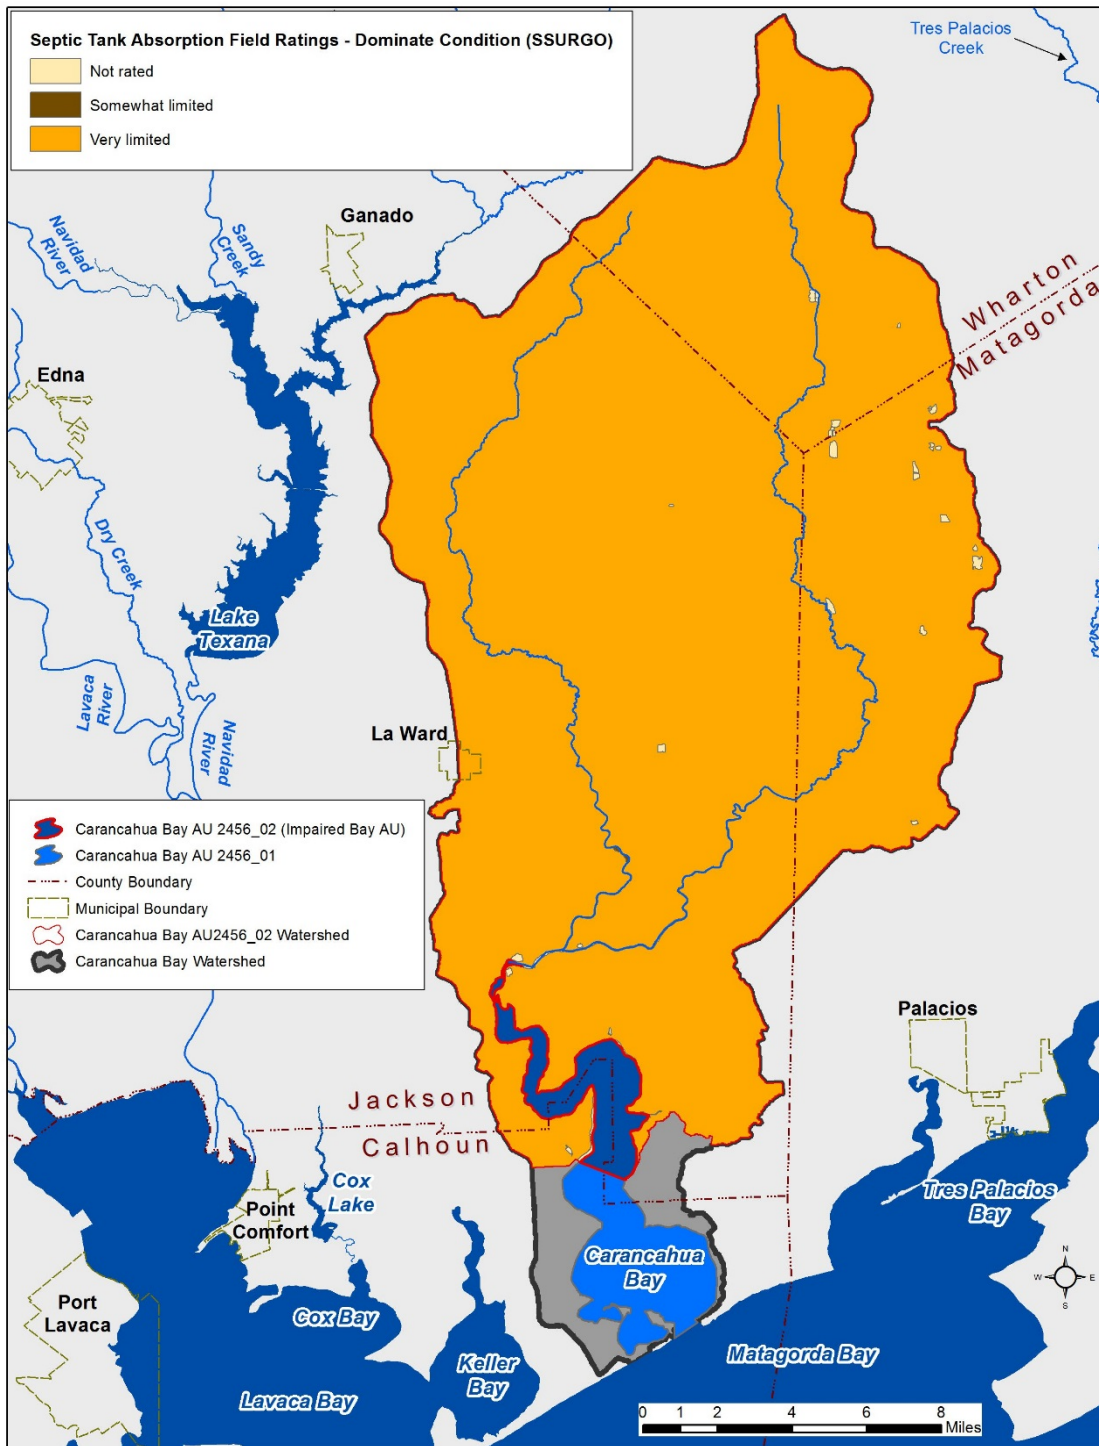 Septic Tank Absorption Field Ratings - Dominate Condition (SSURGO)
Not rated
Somewhat limited
Very limited
Tres Palacios
Creek
Navidad
River
Sandy
Creek
Ganado
Wharton
Matagorda
Edna
Dry Creek
Lake
Texana
Lavaca
River
Navidad
River
La Ward
Carancahua Bay AU 2456_02 (Impaired Bay AU)
Carancahua Bay AU 2456_01
County Boundary
Municipal Boundary
Carancahua Bay AU2456_02 Watershed
Carancahua Bay Watershed
Palacios
Jackson
Calhoun
Cox
Lake
Point
Comfort
Tres Palacios
Bay
Carancahua
Bay
N
W
E
S
Port
Lavaca
Cox Bay
Keller
Bay
Matagorda Bay
Lavaca Bay
0 1 2 4 6 8
Miles